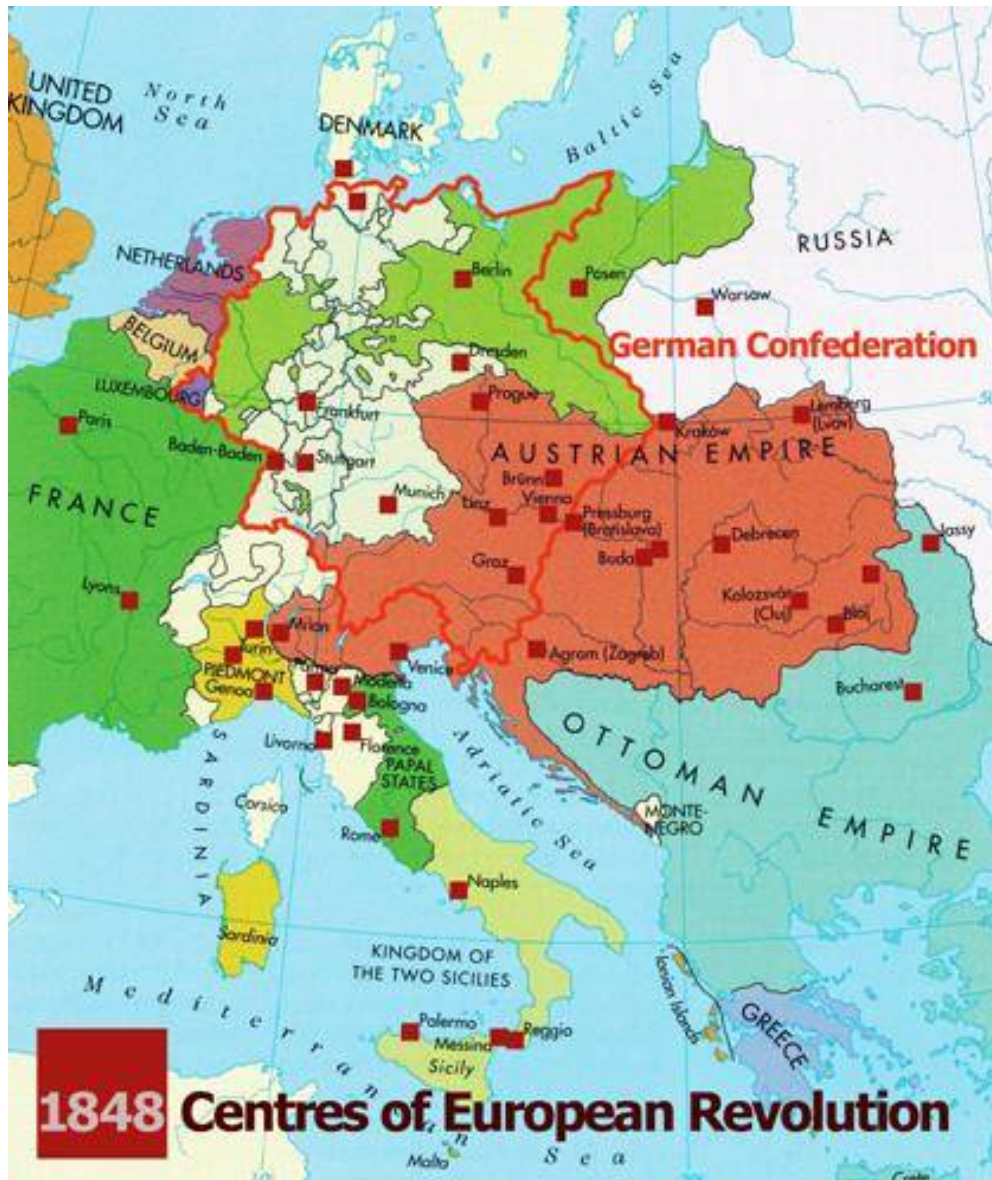 UNITED
KINGDOM
North
Sea
DENMARK
Baltic Sea
NETHERLANDS
BELGIUM
LUXEMBOURG
Berlin
Posen
RUSSIA
Warsaw
German Confederation
Dresden
Paris
Frankfurt
Prague
Kraków
Lemberg
(Lvov)
50
Baden-Baden
Stuttgart
AUSTRIAN EMPIRE
FRANCE
Munich
Brünn
Linz
Vienna
Pressburg
(Bratislava)
Buda
Debrecen
Jassy
Graz
Kolozsvár
(Cluj)
Blaj
Lyons
Milan
Turin
PIEDMONT
Genoa
Parma
Modena
Bologna
Venice
Agram (Zagreb)
Bucharest
Livorno
Florence
PAPAL
STATES
Adriatic Sea
OTTOMAN EMPIRE
MONTE-
NEGRO
SARDINIA
Corsica
Rome
Naples
Sardinia
KINGDOM OF
THE TWO SICILIES
Ionian Islands
GREECE
Mediterranean Sea
Palermo
Messina
Reggio
Sicily
1848 Centres of European Revolution
10
Malta
Crete